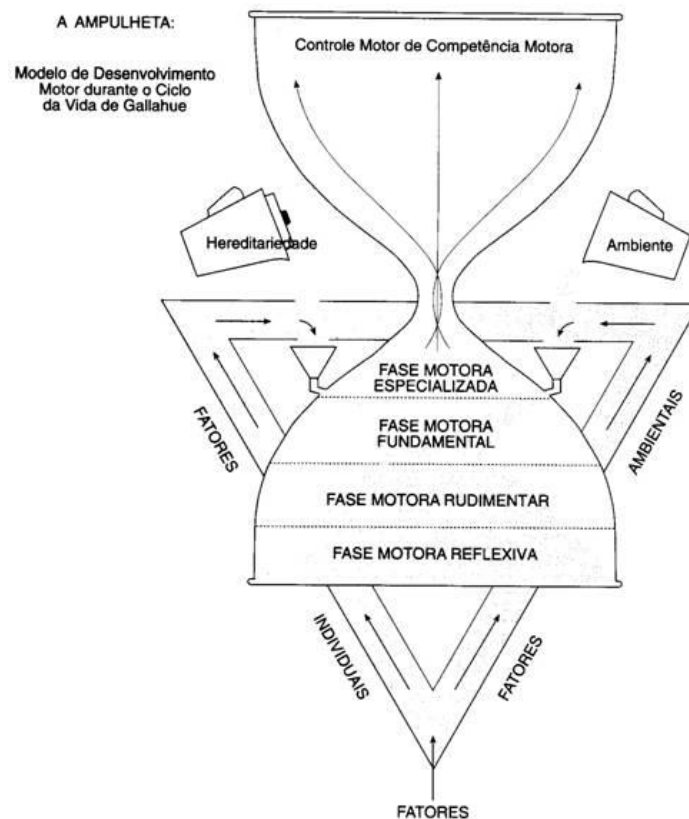 A AMPULHETA:
Modelo de Desenvolvimento
Motor durante o Ciclo
da Vida de Gallahue
Controle Motor de Competência Motora
Hereditariedade
Ambiente
FASE MOTORA
ESPECIALIZADA
FASE MOTORA
FUNDAMENTAL
FASE MOTORA RUDIMENTAR
FASE MOTORA REFLEXIVA
FATORES
AMBIENTAIS
INDIVIDUAIS
FATORES
FATORES